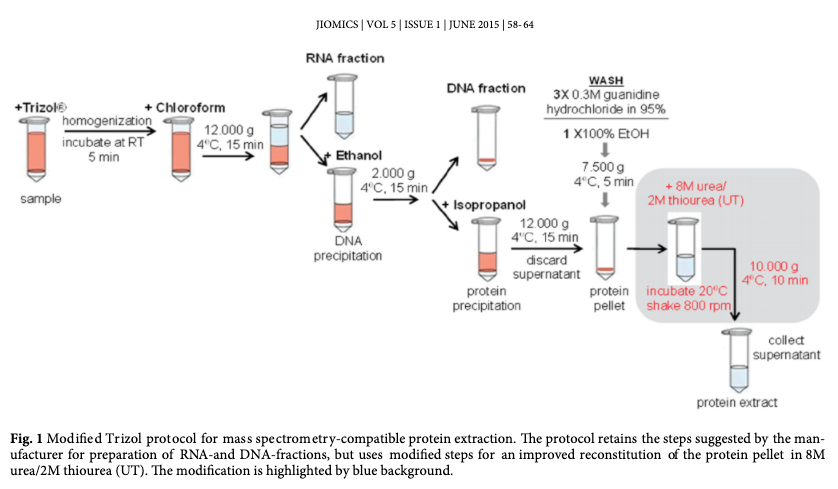 JIOMICS | VOL 5 | ISSUE 1 | JUNE 2015 | 58-64
RNA fraction
+Trizol®
homogenization
incubate at RT
5 min
sample
+ Chloroform
12.000 g
4°C, 15 min
+ Ethanol
2.000 g
4°C, 15 min
DNA
precipitation
DNA fraction
+ Isopropanol
12.000 g
4°C, 15 min
discard
supernatant
protein
precipitation
WASH
3X 0.3M guanidine
hydrochloride in 95%
1 X100% EtOH
7.500 g
4°C, 5 min
protein
pellet
+ 8M urea/
2M thiourea (UT)
incubate 20°C
shake 800 rpm
10.000 g
4°C, 10 min
collect
supernatant
protein extract
Fig. 1 Modified Trizol protocol for mass spectrometry-compatible protein extraction. The protocol retains the steps suggested by the man-
ufacturer for preparation of RNA-and DNA-fractions, but uses modified steps for an improved reconstitution of the protein pellet in 8M
urea/2M thiourea (UT). The modification is highlighted by blue background.